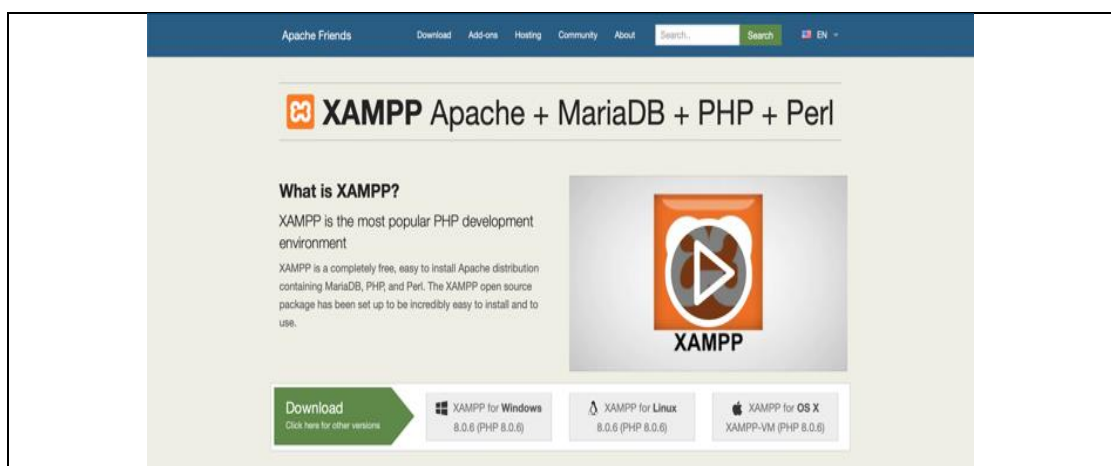 Apache Friends Download Add-ons Hosting Community About Search.. Search EN
XAMPP Apache + MariaDB + PHP + Perl
What is XAMPP?
XAMPP is the most popular PHP development
environment
XAMPP is a completely free, easy to install Apache distribution
containing MariaDB, PHP, and Perl. The XAMPP open source
package has been set up to be incredibly easy to install and to
use.
XAMPP
Download
Click here for other versions
XAMPP for Windows
8.0.6 (PHP 8.0.6)
XAMPP for Linux
8.0.6 (PHP 8.0.6)
XAMPP for OS X
XAMPP-VM (PHP 8.0.6)